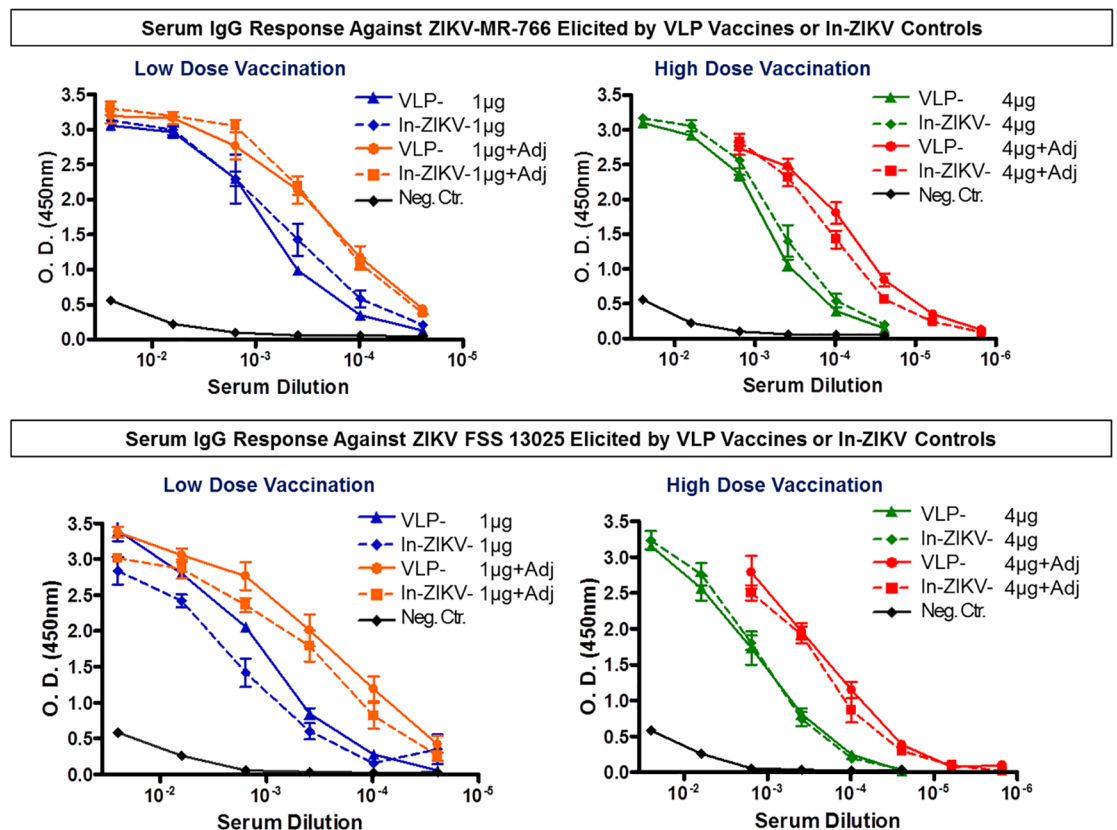 Serum IgG Response Against ZIKV-MR-766 Elicited by VLP Vaccines or In-ZIKV Controls
Low Dose Vaccination
O. D. (450nm)
3.5
3.0
2.5
2.0
1.5
1.0
0.5
0.0
10-2
10-3
10-4
10-5
Serum Dilution
VLP- 1µg
In-ZIKV-1µg
VLP- 1µg+Adj
In-ZIKV-1µg+Adj
Neg. Ctr.
High Dose Vaccination
O. D. (450nm)
3.5
3.0
2.5
2.0
1.5
1.0
0.5
0.0
10-2
10-3
10-4
10-5
10-6
Serum Dilution
VLP- 4µg
In-ZIKV- 4µg
VLP- 4µg+Adj
In-ZIKV- 4µg+Adj
Neg. Ctr.
Serum IgG Response Against ZIKV FSS 13025 Elicited by VLP Vaccines or In-ZIKV Controls
Low Dose Vaccination
O. D. (450nm)
3.5
3.0
2.5
2.0
1.5
1.0
0.5
0.0
10-2
10-3
10-4
10-5
Serum Dilution
VLP- 1µg
In-ZIKV- 1µg
VLP- 1µg+Adj
In-ZIKV- 1µg+Adj
Neg. Ctr.
High Dose Vaccination
O. D. (450nm)
3.5
3.0
2.5
2.0
1.5
1.0
0.5
0.0
10-2
10-3
10-4
10-5
10-6
Serum Dilution
VLP- 4µg
In-ZIKV- 4µg
VLP- 4µg+Adj
In-ZIKV- 4µg+Adj
Neg. Ctr.